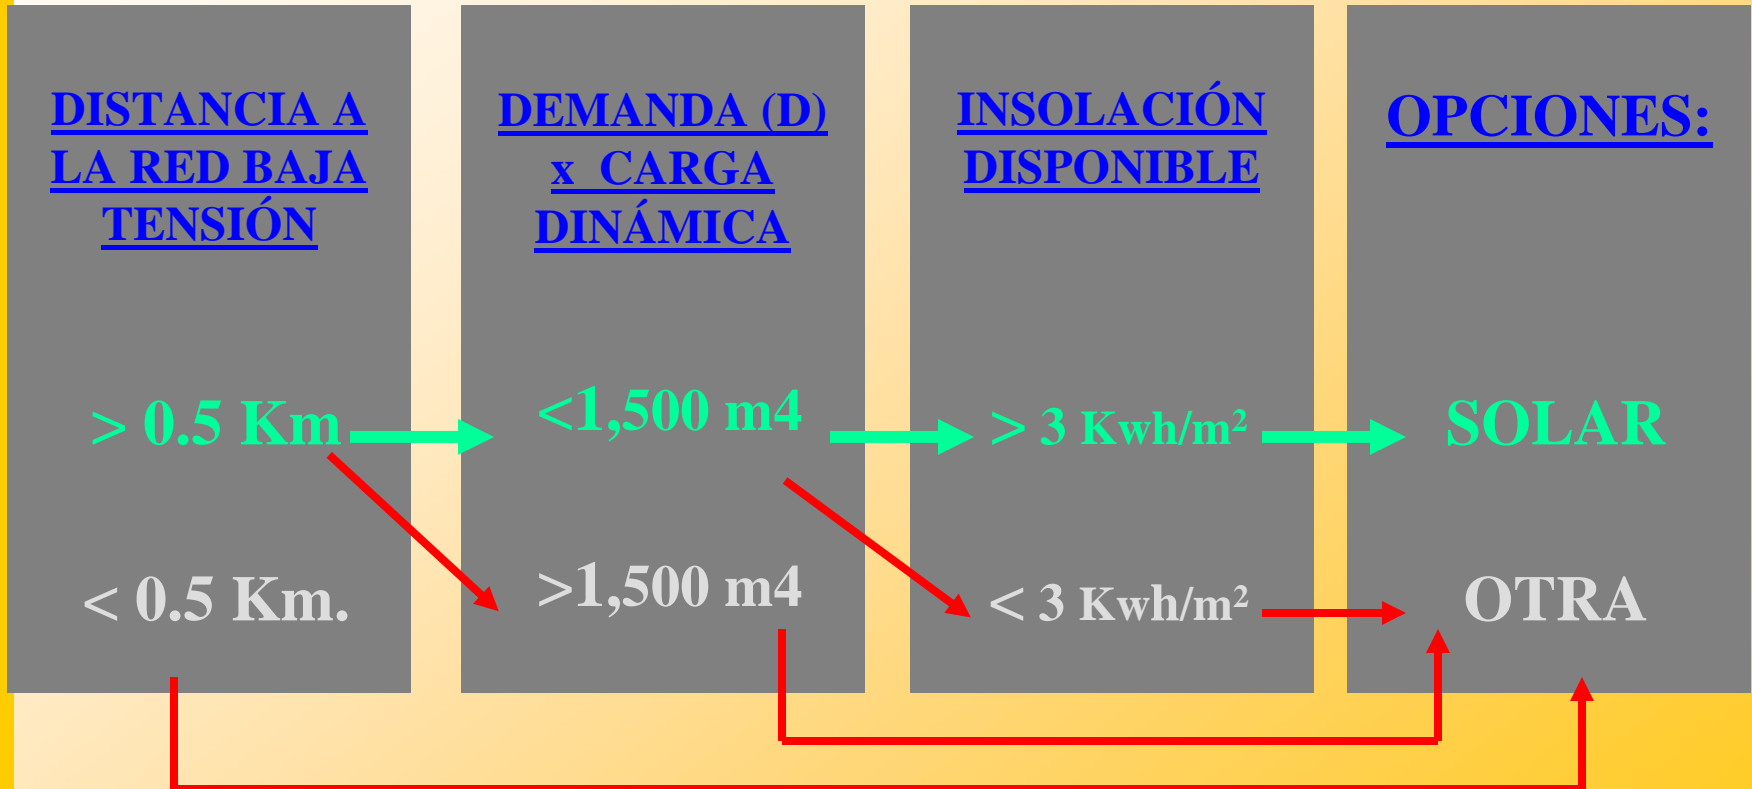 DISTANCIA A
LA RED BAJA
TENSIÓN
> 0.5 Km
< 0.5 Km.
DEMANDA (D)
x CARGA
DINÁMICA
<1,500 m4
>1,500 m4
INSOLACIÓN
DISPONIBLE
> 3 Kwh/m²
< 3 Kwh/m²
OPCIONES:
SOLAR
OTRA